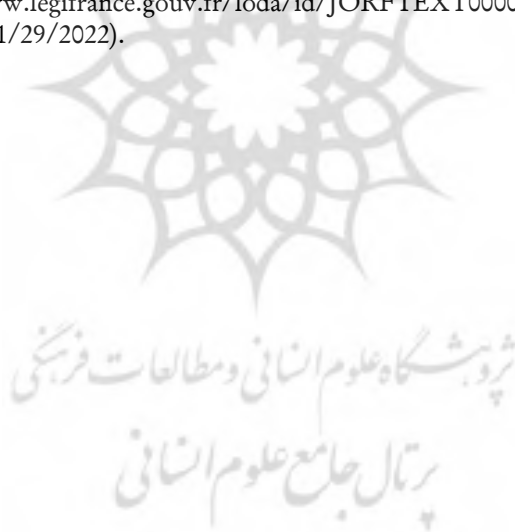 w.legifrance.gouv.fr/loda/id/JORFTEXT0000
1/29/2022).
پژوهشگاه علوم انسانی و مطالعات فرهنگی
پرتال جامع علوم انسانی